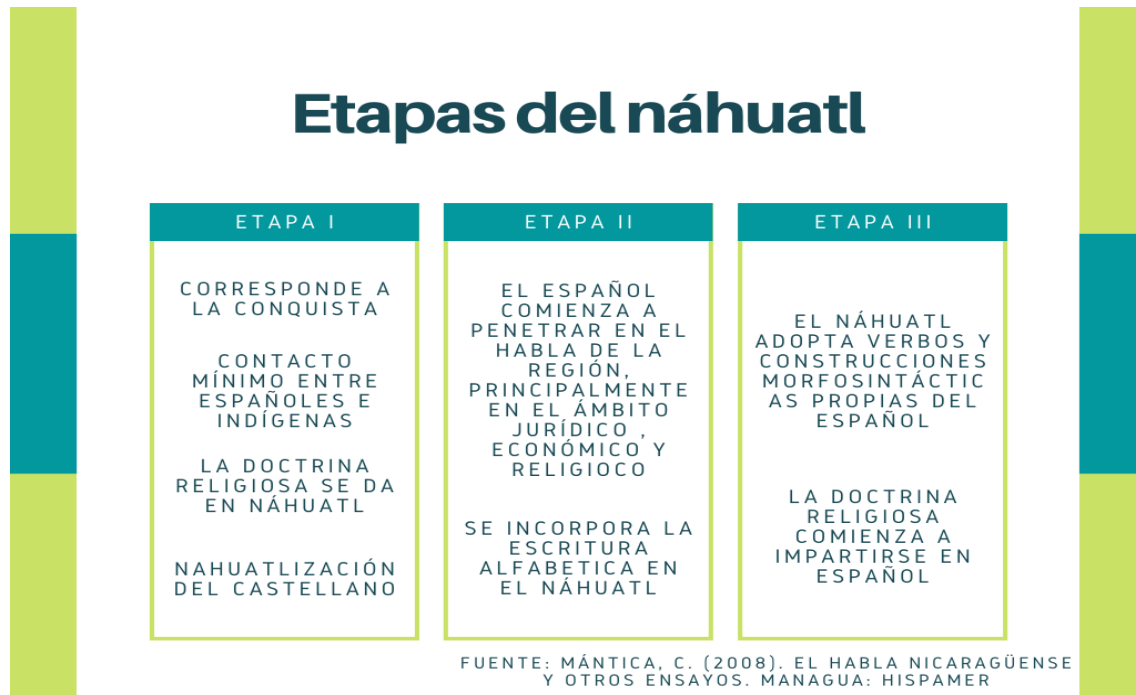 Etapas del náhuatl
ETAPA I
CORRESPONDE A
LA CONQUISTA
CONTACTO
MÍNIMO ENTRE
ESPAÑOLES E
INDÍGENAS
LA DOCTRINA
RELIGIOSA SE DA
EN NÁHUATL
NAHUATLIZACIÓN
DEL CASTELLANO
ETAPA II
EL ESPAÑOL
COMIENZA A
PENETRAR EN EL
HABLA DE LA
REGIÓN,
PRINCIPALMENTE
EN EL ÁMBITO
JURÍDICO ,
ECONÓMICO Y
RELIGIOCO
SE INCORPORA LA
ESCRITURA
ALFABETICA EN
EL NÁHUATL
ETAPA III
EL NÁHUATL
ADOPTA VERBOS Y
CONSTRUCCIONES
MORFOSINTÁCTIC
AS PROPIAS DEL
ESPAÑOL
LA DOCTRINA
RELIGIOSA
COMIENZA A
IMPARTIRSE EN
ESPAÑOL
FUENTE: MÁNTICA, C. (2008). EL HABLA NICARAGÜENSE
Y OTROS ENSAYOS. MANAGUA: HISPAMER